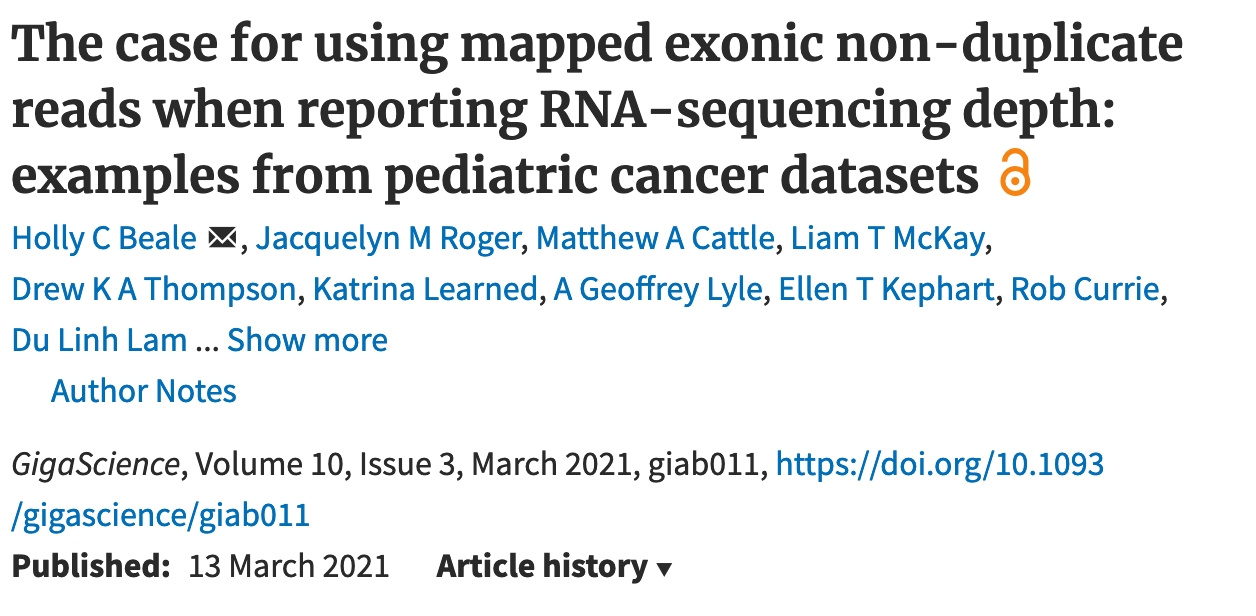 The case for using mapped exonic non-duplicate
reads when reporting RNA-sequencing depth:
examples from pediatric cancer datasets
Holly C Beale, Jacquelyn M Roger, Matthew A Cattle, Liam T McKay,
Drew K A Thompson, Katrina Learned, A Geoffrey Lyle, Ellen T Kephart, Rob Currie,
Du Linh Lam ... Show more
Author Notes
GigaScience, Volume 10, Issue 3, March 2021, giab011, https://doi.org/10.1093
/gigascience/giab011
Published: 13 March 2021 Article history ▼